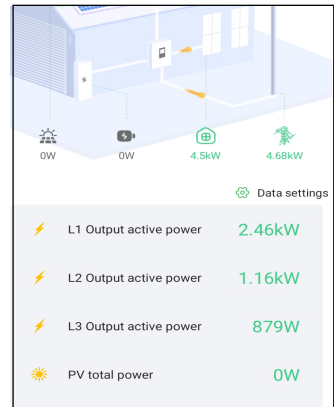 0W 0W 4.5kW 4.68kW
Data settings
L1 Output active power 2.46kW
L2 Output active power 1.16kW
L3 Output active power 879W
PV total power 0W